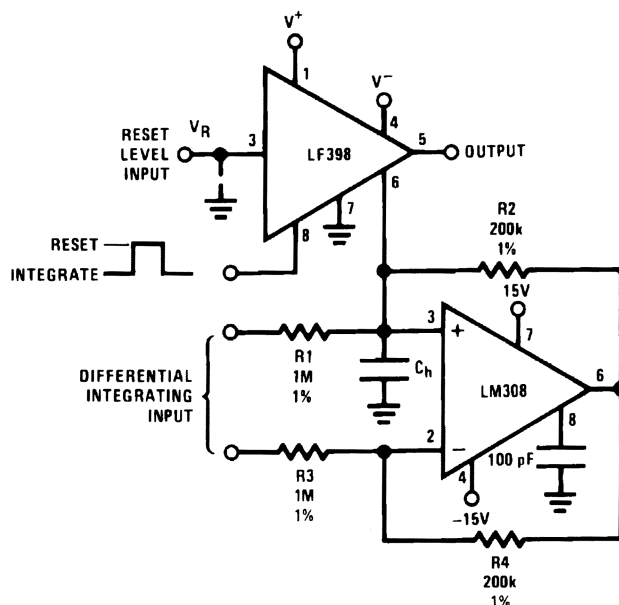 V+
1
V−
4
RESET
LEVEL
INPUT
VR
3
LF398
5
OUTPUT
6
7
8
RESET
INTEGRATE
R2
200k
1%
15V
7
3
+
R1
1M
1%
Ch
LM308
6
DIFFERENTIAL
INTEGRATING
INPUT
8
2
−
100 pF
4
R3
1M
1%
−15V
R4
200k
1%